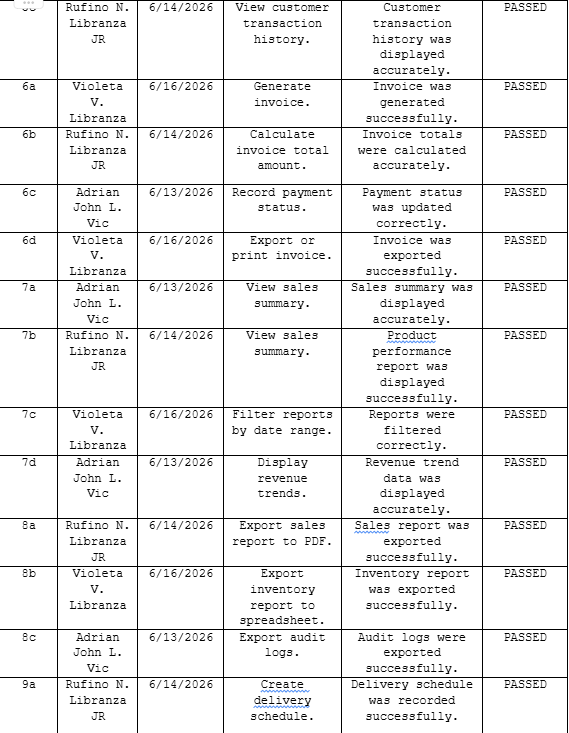 Rufino N. 6/14/2026 View customer Customer PASSED
Libranza transaction transaction
JR history. history was
displayed
accurately.
6a Violeta 6/16/2026 Generate Invoice was PASSED
V. invoice. generated
Libranza successfully.
6b Rufino N. 6/14/2026 Calculate Invoice totals PASSED
Libranza invoice total were calculated
JR amount. accurately.
6c Adrian 6/13/2026 Record payment Payment status PASSED
John L. status. was updated
Vic correctly.
6d Violeta 6/16/2026 Export or Invoice was PASSED
V. print invoice. exported
Libranza successfully.
7a Adrian 6/13/2026 View sales Sales summary was PASSED
John L. summary. displayed
Vic accurately.
7b Rufino N. 6/14/2026 View sales Product PASSED
Libranza summary. performance
JR report was
displayed
successfully.
7c Violeta 6/16/2026 Filter reports Reports were PASSED
V. by date range. filtered
Libranza correctly.
7d Adrian 6/13/2026 Display Revenue trend PASSED
John L. revenue data was
Vic trends. displayed
accurately.
8a Rufino N. 6/14/2026 Export sales Sales report was PASSED
Libranza report to PDF. exported
JR successfully.
8b Violeta 6/16/2026 Export Inventory report PASSED
V. inventory was exported
Libranza report to successfully.
spreadsheet.
8c Adrian 6/13/2026 Export audit Audit logs were PASSED
John L. logs. exported
Vic successfully.
9a Rufino N. 6/14/2026 Create Delivery schedule PASSED
Libranza delivery was recorded
JR schedule. successfully.